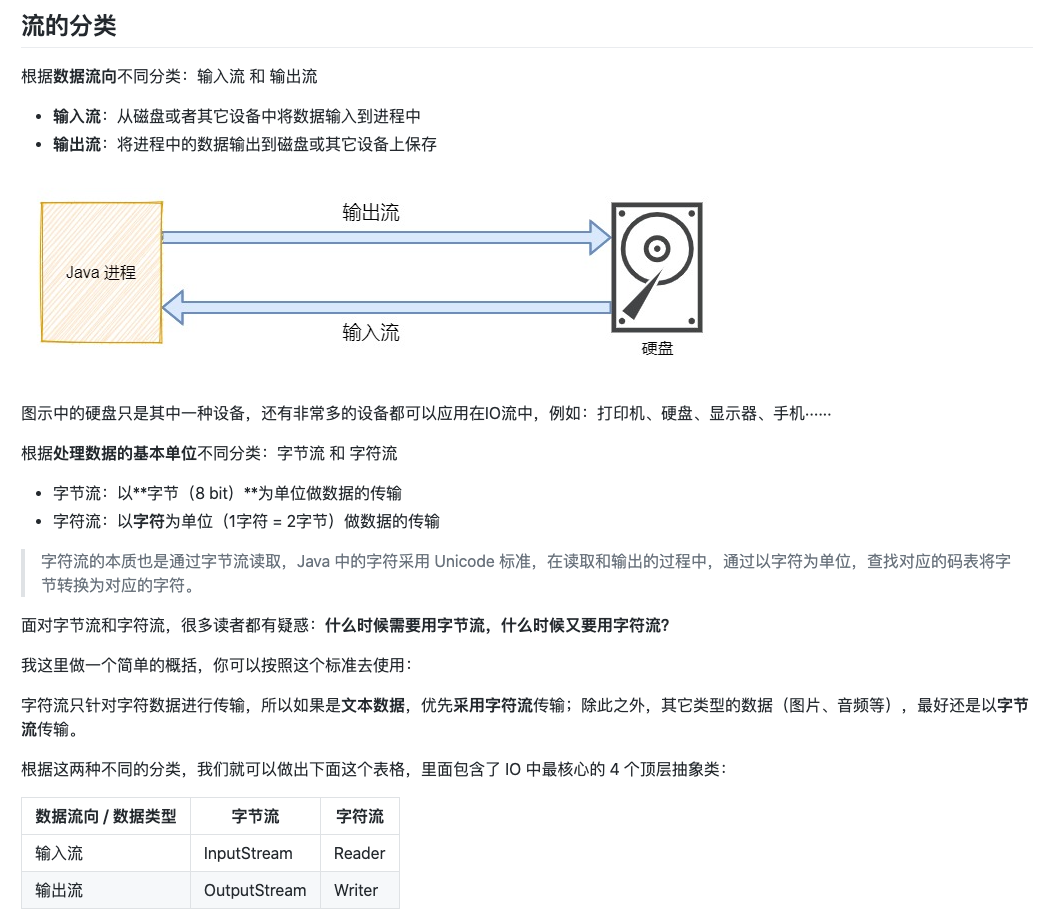 流的分类
根据数据流向不同分类：输入流 和 输出流
• 输入流：从磁盘或者其它设备中将数据输入到进程中
• 输出流：将进程中的数据输出到磁盘或其它设备上保存
输出流
Java 进程
输入流
硬盘
图示中的硬盘只是其中一种设备，还有非常多的设备都可以应用在IO流中，例如：打印机、硬盘、显示器、手机······
根据处理数据的基本单位不同分类：字节流 和 字符流
• 字节流：以**字节（8 bit）**为单位做数据的传输
• 字符流：以字符为单位（1字符 = 2字节）做数据的传输
字符流的本质也是通过字节流读取，Java 中的字符采用 Unicode 标准，在读取和输出的过程中，通过以字符为单位，查找对应的码表将字
节转换为对应的字符。
面对字节流和字符流，很多读者都有疑惑：什么时候需要用字节流，什么时候又要用字符流？
我这里做一个简单的概括，你可以按照这个标准去使用：
字符流只针对字符数据进行传输，所以如果是文本数据，优先采用字符流传输；除此之外，其它类型的数据（图片、音频等），最好还是以字节
流传输。
根据这两种不同的分类，我们就可以做出下面这个表格，里面包含了 IO 中最核心的 4 个顶层抽象类：
数据流向 / 数据类型 字节流 字符流
输入流 InputStream Reader
输出流 OutputStream Writer